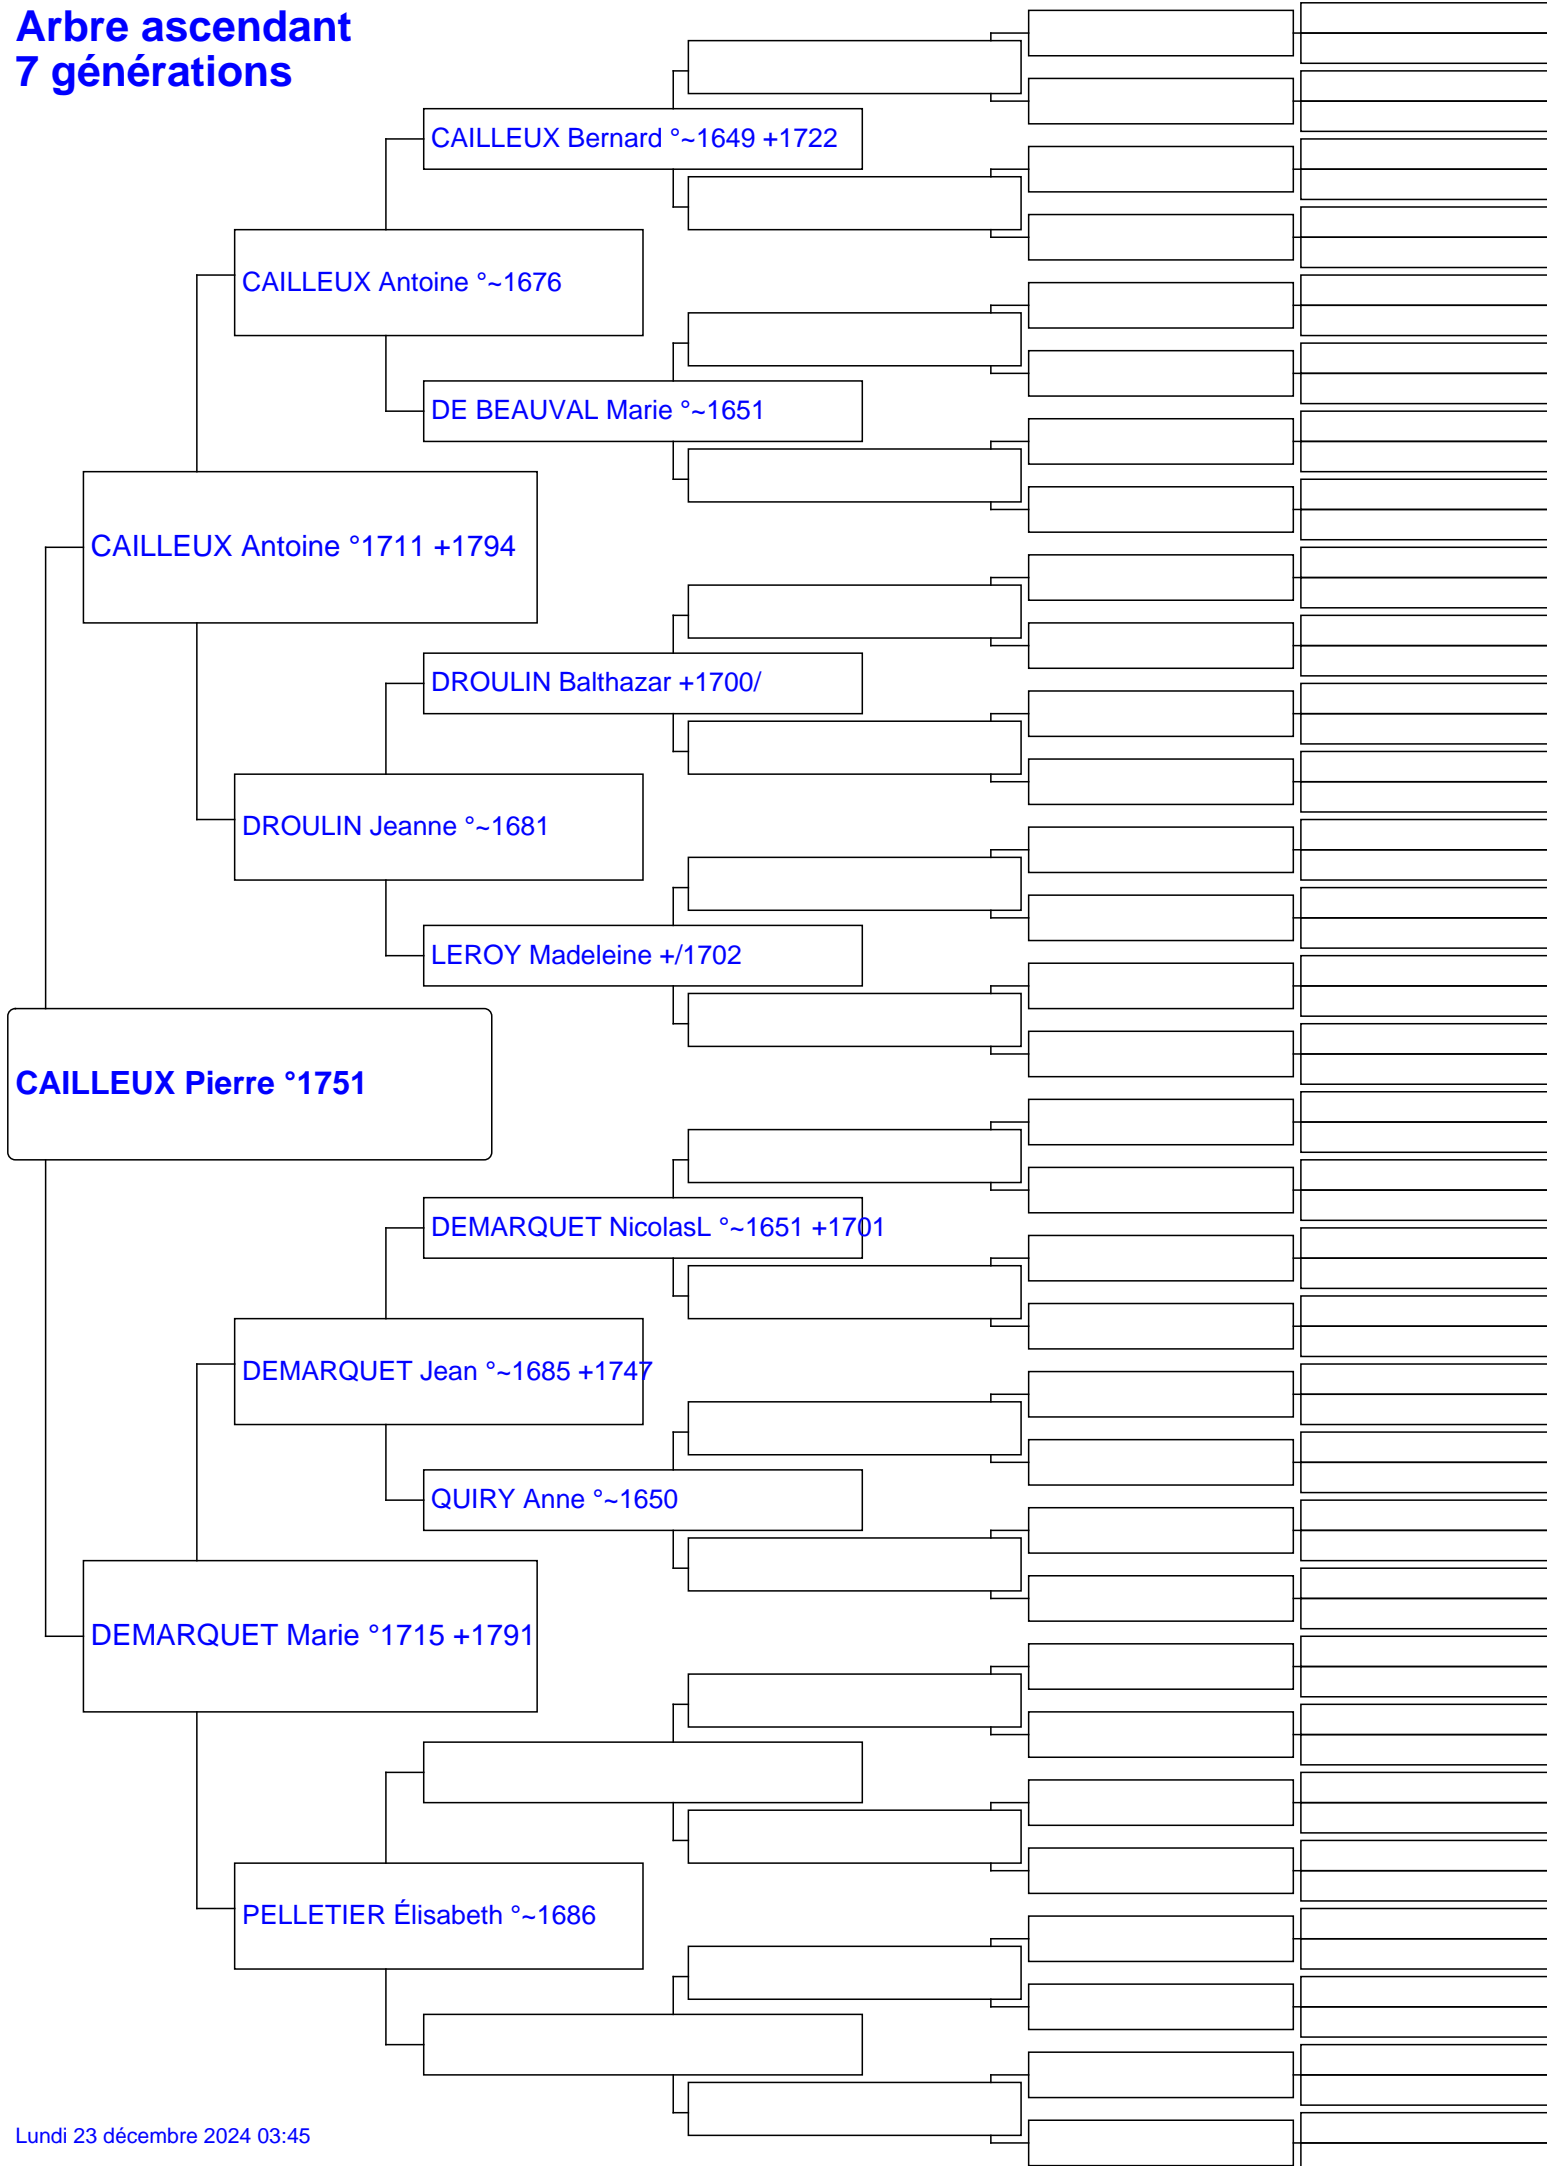 Arbre ascendant
7 générations
CAILLEUX Bernard °~1649 +1722
CAILLEUX Antoine °~1676
DE BEAUVAL Marie °~1651
CAILLEUX Antoine °1711 +1794
DROULIN Balthazar +1700/
DROULIN Jeanne °~1681
LEROY Madeleine +/1702
CAILLEUX Pierre °1751
DEMARQUET NicolasL °~1651 +1701
DEMARQUET Jean °~1685 +1747
QUIRY Anne °~1650
DEMARQUET Marie °1715 +1791
PELLETIER Élisabeth °~1686
Lundi 23 décembre 2024 03:45